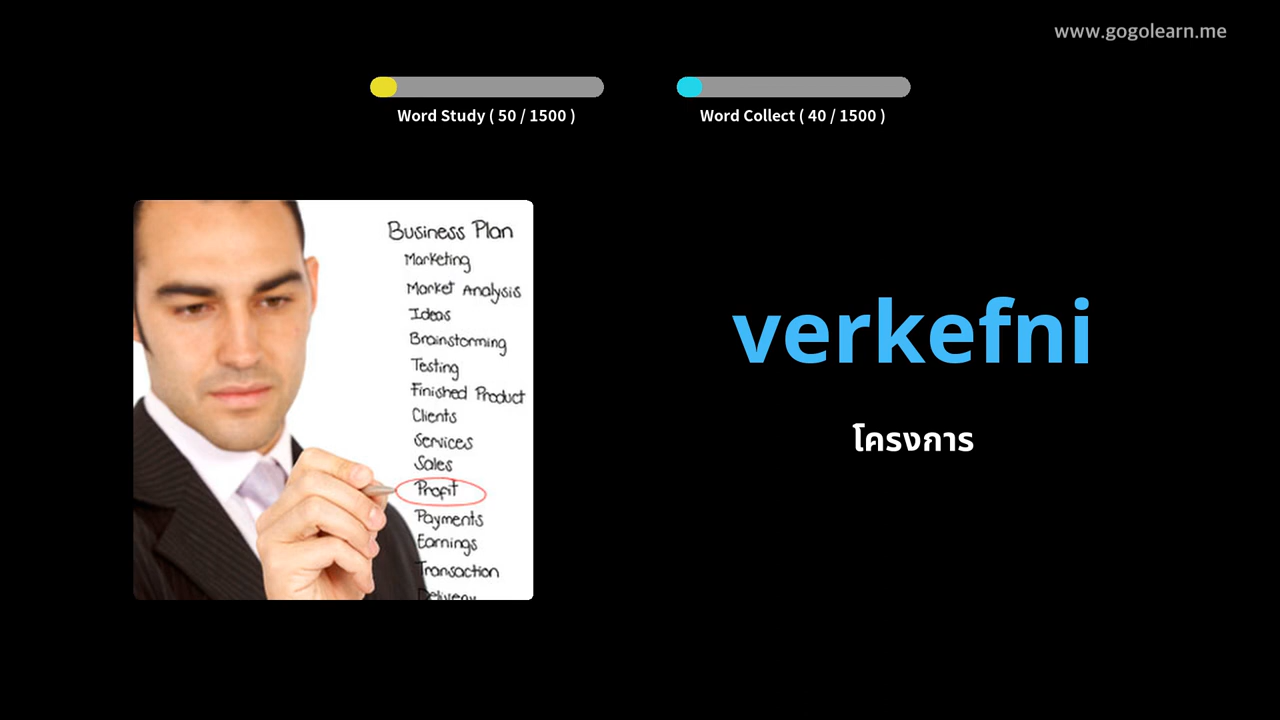 www.gogolearn.me
Word Study ( 50 / 1500 )
Word Collect ( 40 / 1500 )
Business Plan
Marketing
Market Analysis
Ideas
Brainstorming
Testing
Finished Product
Clients
Services
Sales
Profit
Payments
Earnings
Transaction
Delivery
verkefni
โครงการ